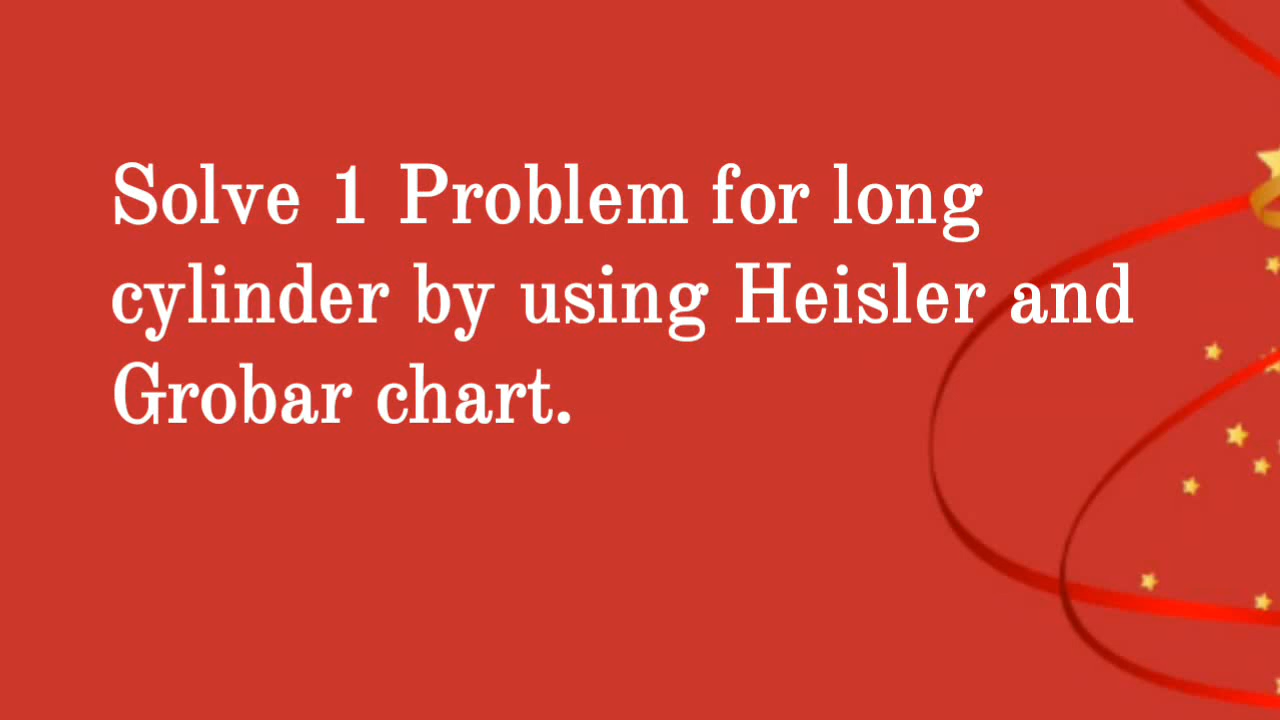 Solve 1 Problem for long
cylinder by using Heisler and
Grobar chart.